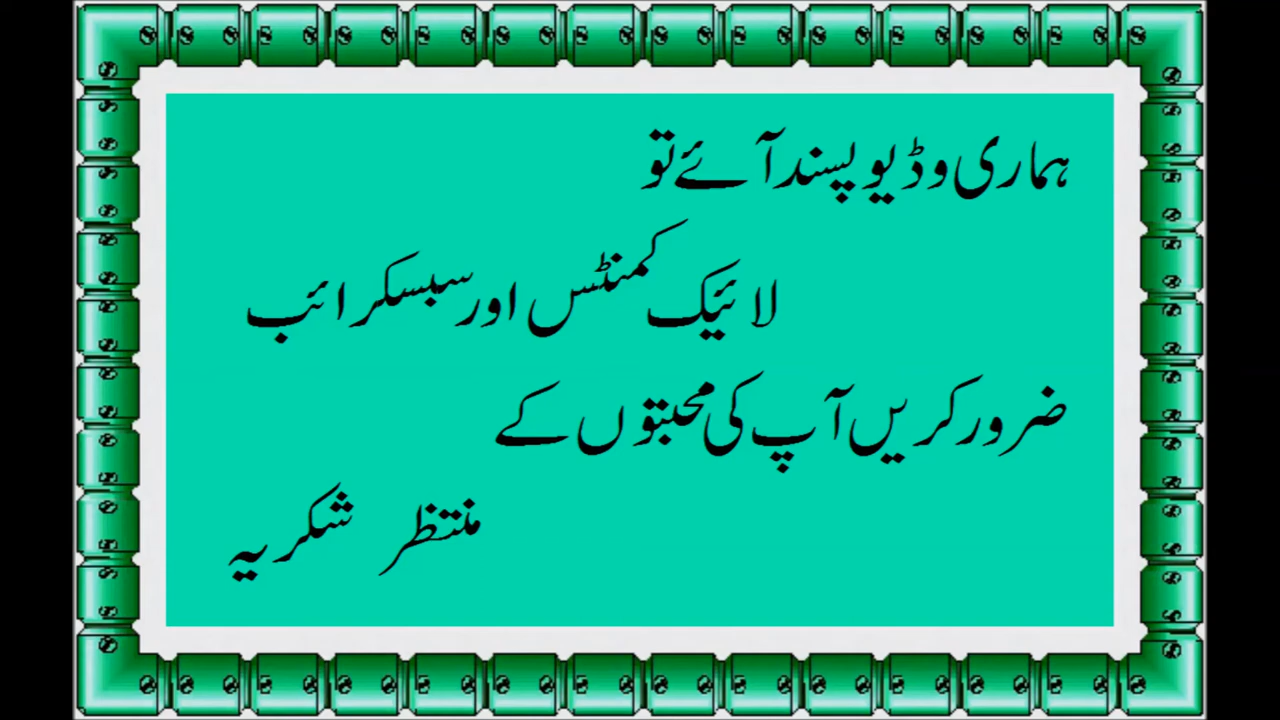 ہماری وڈیو پسند آئے تو
لائیک کمنٹس اور سبسکرائب
ضرور کریں آپ کی محبتوں کے
منتظر شکریہ